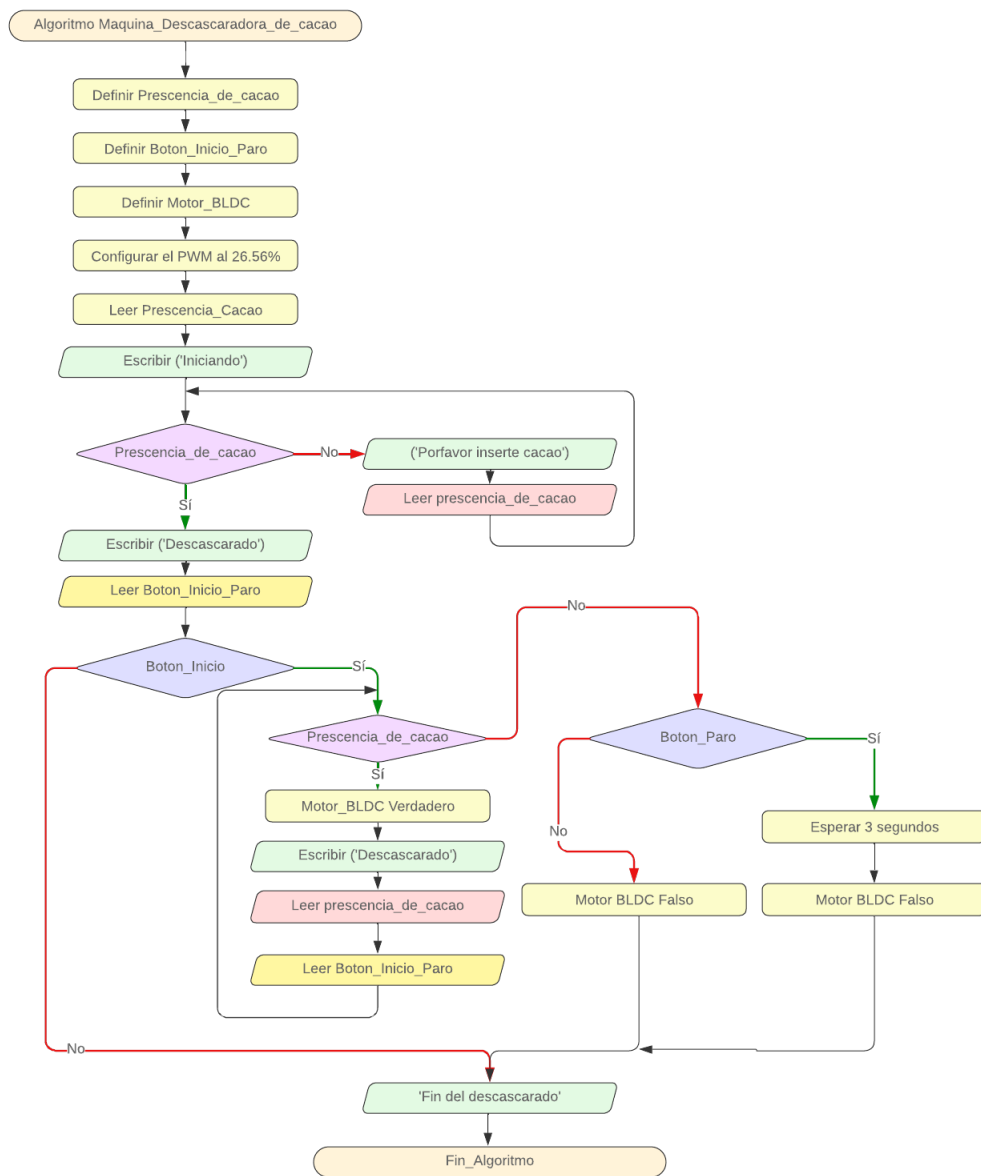 Algoritmo Maquina_Descascaradora_de_cacao
Definir Prescencia_de_cacao
Definir Boton_Inicio_Paro
Definir Motor_BLDC
Configurar el PWM al 26.56%
Leer Prescencia_Cacao
Escribir ('Iniciando')
Prescencia_de_cacao
No
('Porfavor inserte cacao')
Leer prescencia_de_cacao
Sí
Escribir ('Descascarado')
Leer Boton_Inicio_Paro
Boton_Inicio
Sí
No
Prescencia_de_cacao
Boton_Paro
Sí
Sí
Motor_BLDC Verdadero
Esperar 3 segundos
No
Escribir ('Descascarado')
Leer prescencia_de_cacao
Motor BLDC Falso
Motor BLDC Falso
Leer Boton_Inicio_Paro
No
'Fin del descascarado'
Fin_Algoritmo